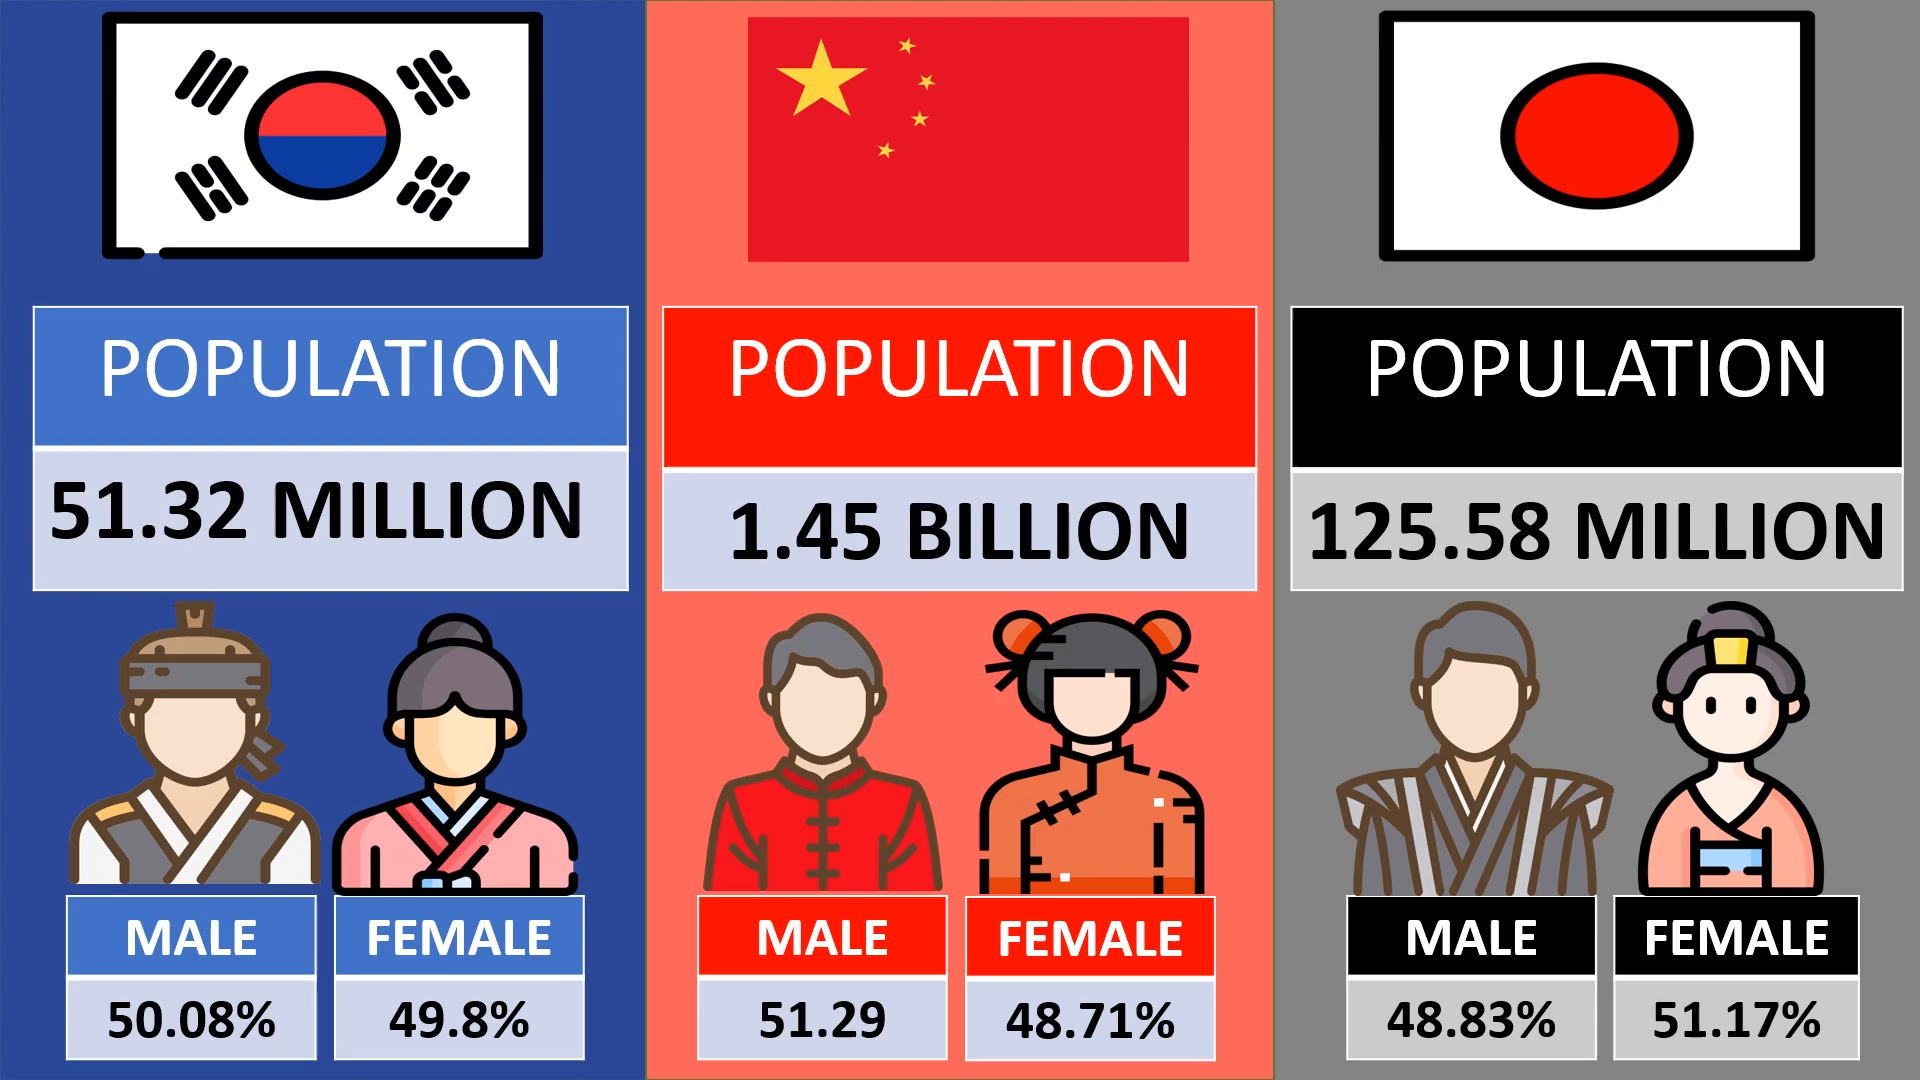 POPULATION
51.32 MILLION
MALE
50.08%
FEMALE
49.8%
POPULATION
1.45 BILLION
MALE
51.29
FEMALE
48.71%
POPULATION
125.58 MILLION
MALE
48.83%
FEMALE
51.17%